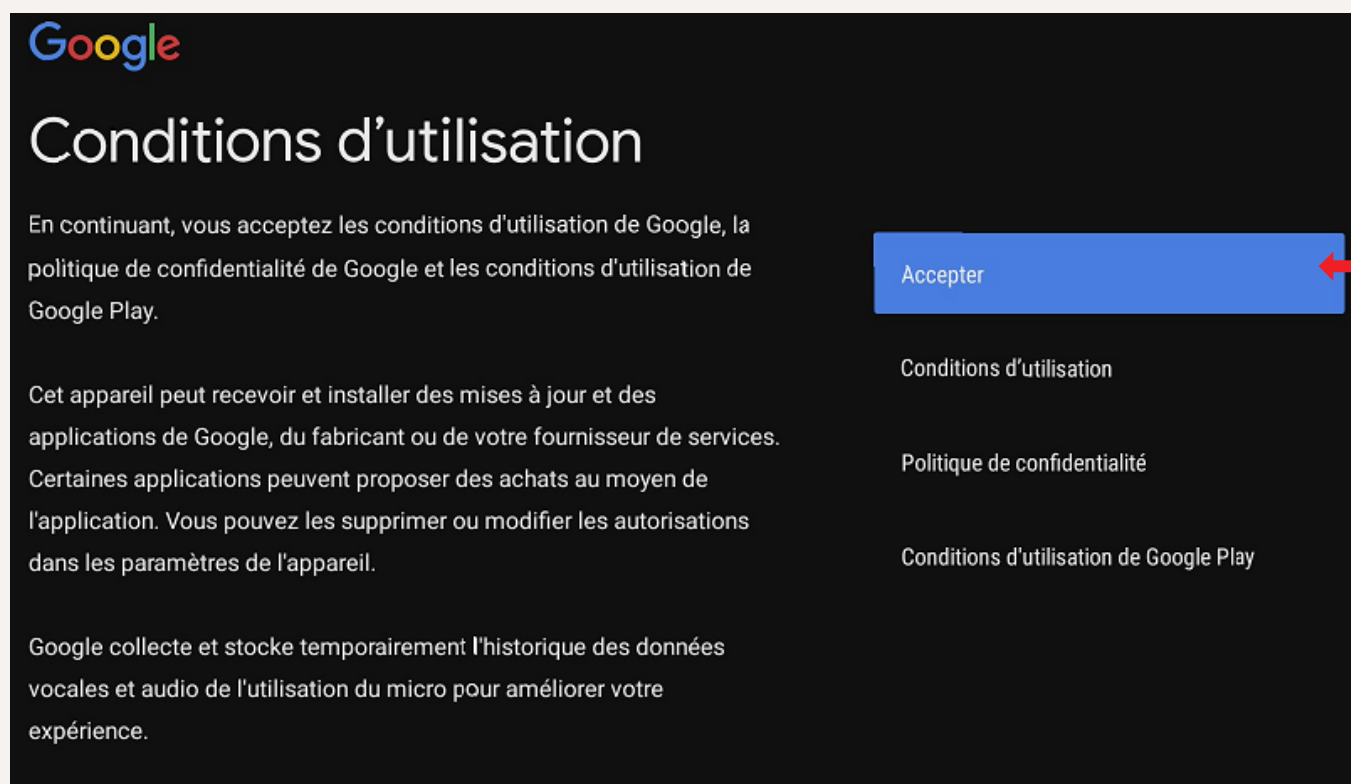 Google
Conditions d’utilisation
En continuant, vous acceptez les conditions d'utilisation de Google, la
politique de confidentialité de Google et les conditions d'utilisation de
Google Play.
Cet appareil peut recevoir et installer des mises à jour et des
applications de Google, du fabricant ou de votre fournisseur de services.
Certaines applications peuvent proposer des achats au moyen de
l'application. Vous pouvez les supprimer ou modifier les autorisations
dans les paramètres de l'appareil.
Google collecte et stocke temporairement l'historique des données
vocales et audio de l'utilisation du micro pour améliorer votre
expérience.
Accepter
Conditions d’utilisation
Politique de confidentialité
Conditions d'utilisation de Google Play